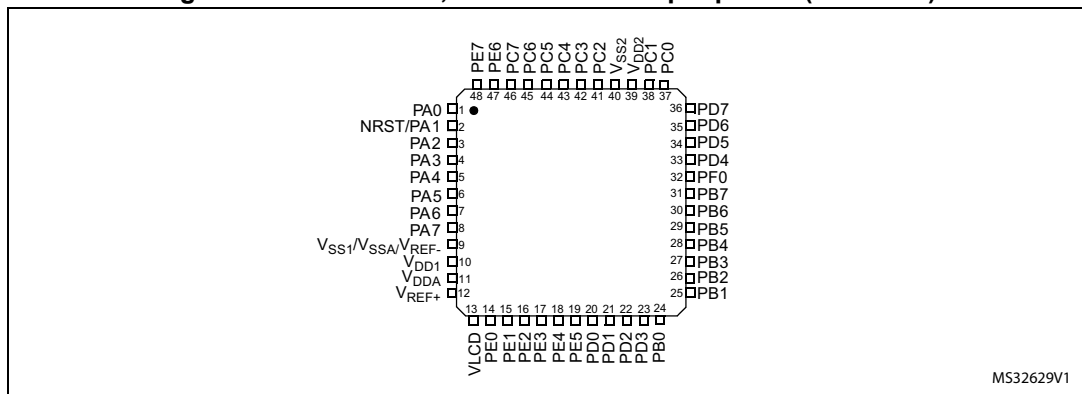 PE7
PE6
PC7
PC6
PC5
PC4
PC3
PC2
VSS2
VDD2
PC1
PC0
48 47 46 45 44 43 42 41 40 39 38 37
PA0 1
NRST/PA1 2
PA2 3
PA3 4
PA4 5
PA5 6
PA6 7
PA7 8
VSS1/VSSA/VREF- 9
VDD1 10
VDDA 11
VREF+ 12
36 PD7
35 PD6
34 PD5
33 PD4
32 PF0
31 PB7
30 PB6
29 PB5
28 PB4
27 PB3
26 PB2
25 PB1
13 14 15 16 17 18 19 20 21 22 23 24
VLCD
PE0
PE1
PE2
PE3
PE4
PE5
PD0
PD1
PD2
PD3
PB0
MS32629V1